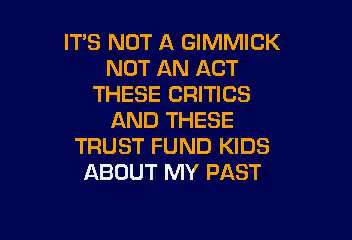 IT'S NOT A GIMMICK
NOT AN ACT
THESE CRITICS
AND THESE
TRUST FUND KIDS
ABOUT MY PAST